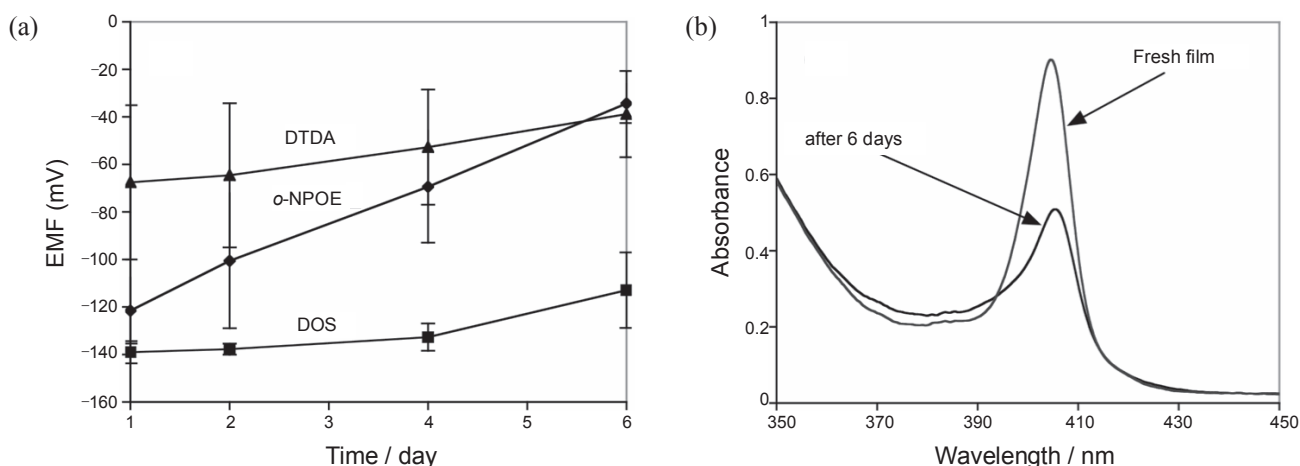 (a)
0
−20
−40
−60
−80
−100
−120
−140
−160
EMF (mV)
DTDA
o-NPOE
DOS
1 2 3 4 5 6
Time / day
(b)
1
0.8
0.6
0.4
0.2
0
Absorbance
Fresh film
after 6 days
350 370 390 410 430 450
Wavelength / nm